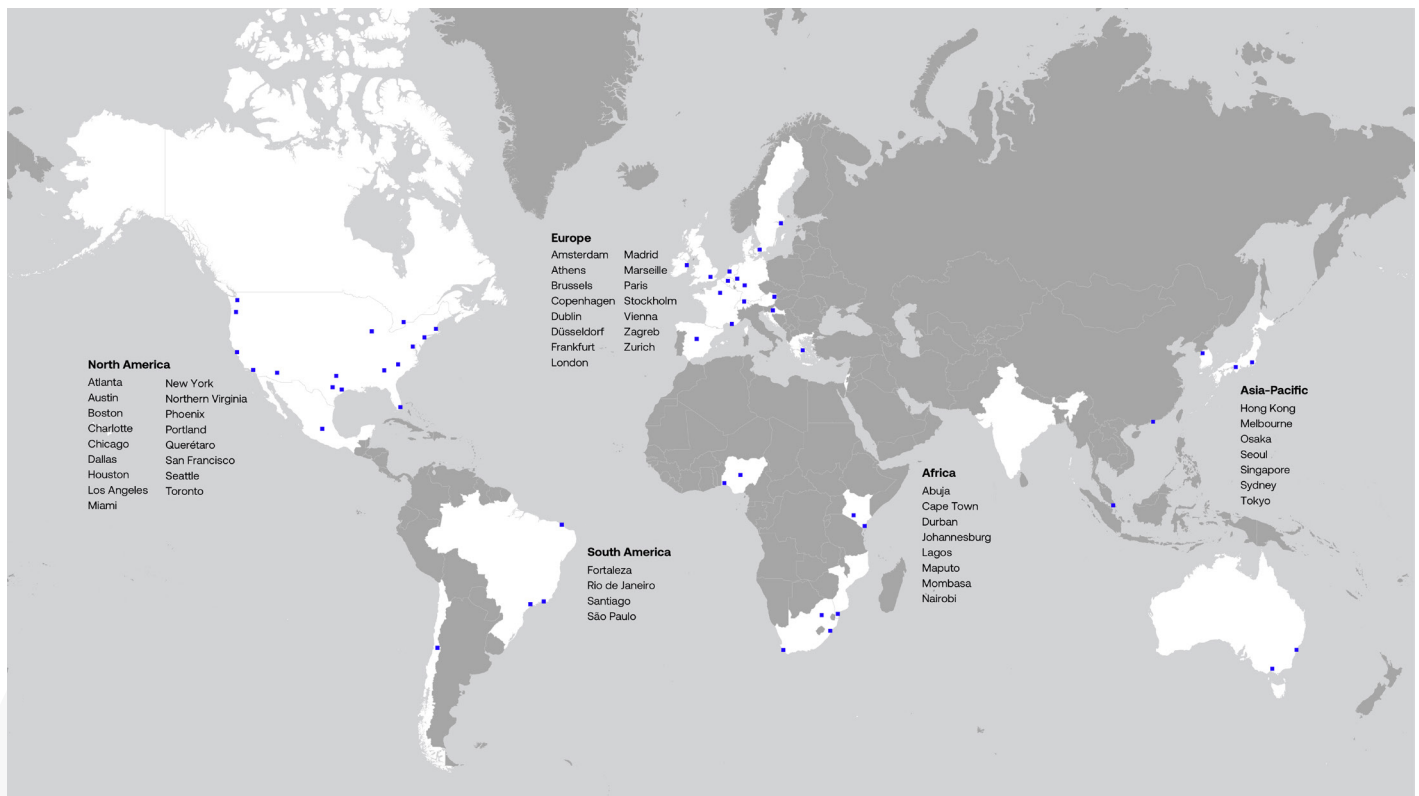 Europe
Amsterdam
Athens
Brussels
Copenhagen
Dublin
Düsseldorf
Frankfurt
London
Madrid
Marseille
Paris
Stockholm
Vienna
Zagreb
Zurich
North America
Atlanta
Austin
Boston
Charlotte
Chicago
Dallas
Houston
Los Angeles
Miami
New York
Northern Virginia
Phoenix
Portland
Querétaro
San Francisco
Seattle
Toronto
Asia-Pacific
Hong Kong
Melbourne
Osaka
Seoul
Singapore
Sydney
Tokyo
Africa
Abuja
Cape Town
Durban
Johannesburg
Lagos
Maputo
Mombasa
Nairobi
South America
Fortaleza
Rio de Janeiro
Santiago
São Paulo